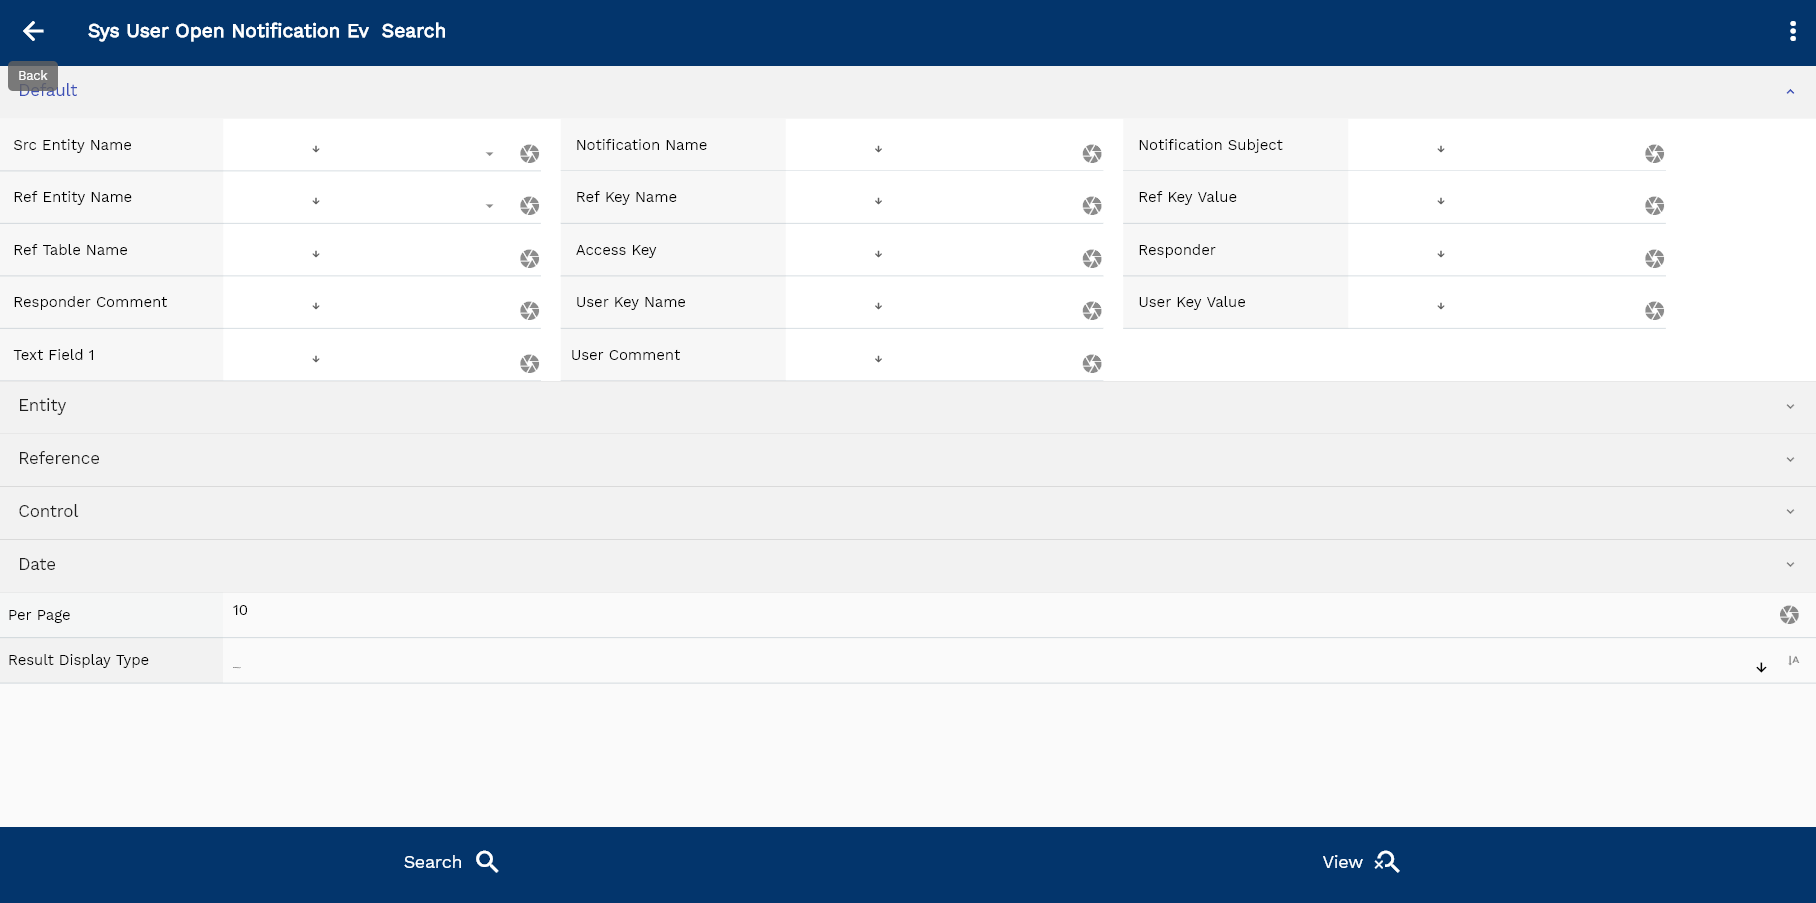 Sys User Open Notification Ev  Search
Back
Default
Src Entity Name
Notification Name
Notification Subject
Ref Entity Name
Ref Key Name
Ref Key Value
Ref Table Name
Access Key
Responder
Responder Comment
User Key Name
User Key Value
Text Field 1
User Comment
Entity
Reference
Control
Date
Per Page
10
Result Display Type
_
Search
View